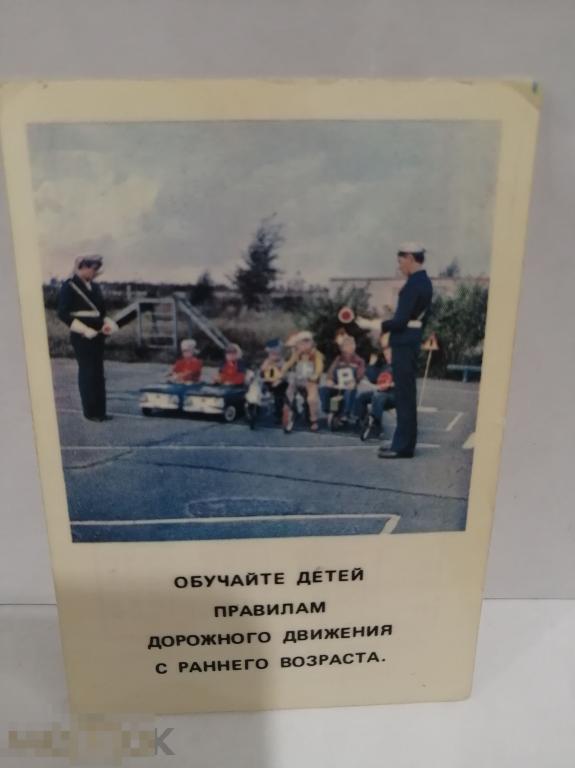 ОБУЧАЙТЕ ДЕТЕЙ
ПРАВИЛАМ
ДОРОЖНОГО ДВИЖЕНИЯ
С РАННЕГО ВОЗРАСТА.